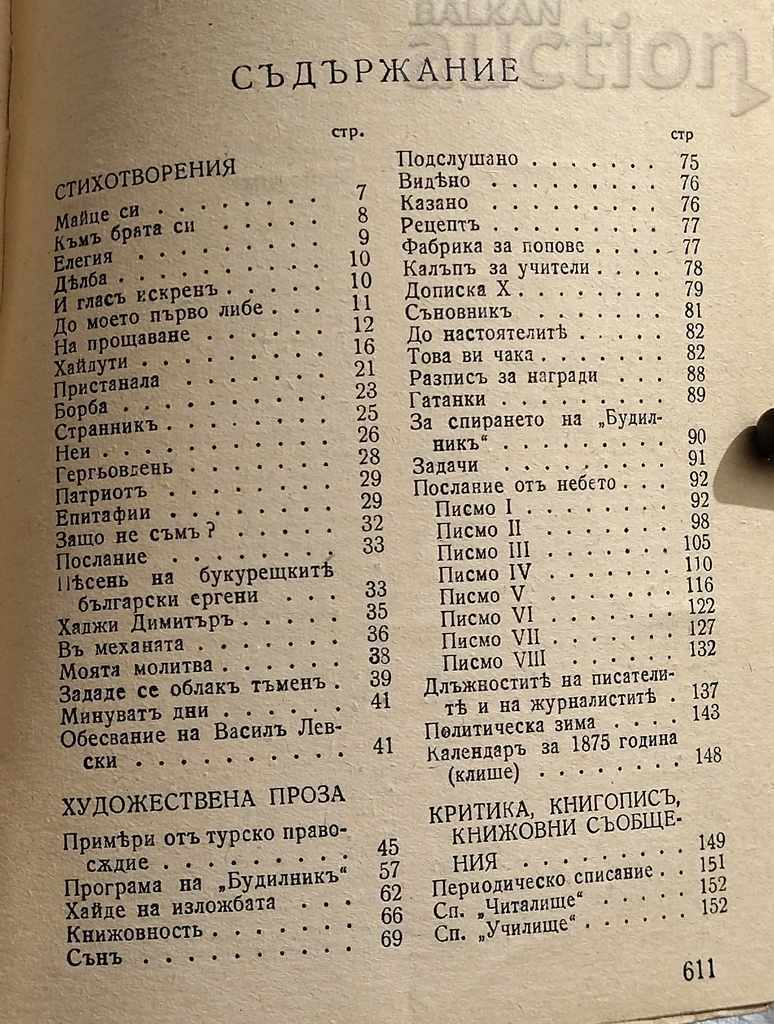 BALKAN
auction
СЪДЪРЖАНИЕ
стр.
СТИХОТВОРЕНИЯ
Майце си . . . . . . . . 7
Къмъ брата си . . . . . . 8
Елегия . . . . . . . . . 9
Дѣлба . . . . . . . . . 10
И гласъ искренъ . . . . . 10
До моето първо либе . . . 11
На прощаване . . . . . . 12
Хайдути . . . . . . . . 16
Пристанала . . . . . . . 21
Борба . . . . . . . . . 23
Странникъ . . . . . . . 25
Неи . . . . . . . . . . 26
Гергьовдень . . . . . . . 28
Патриотъ . . . . . . . . 29
Епитафии . . . . . . . . 29
Защо не съмъ? . . . . . . 32
Послание . . . . . . . . 33
Пѣсень на букурещкитѣ
български ергени . . . 33
Хаджи Димитъръ . . . . . 35
Въ механата . . . . . . . 36
Моята молитва . . . . . . 38
Зададе се облакъ тъменъ . 39
Минуватъ дни . . . . . . 41
Обесвание на Василъ Лев-
ски . . . . . . . . . . 41
ХУДОЖЕСТВЕНА ПРОЗА
Примѣри отъ турско право-
сѫдие . . . . . . . . . 45
Програма на „Будилникъ“ 57
Хайде на изложбата . . . 62
Книжовность . . . . . . . 66
Сънъ . . . . . . . . . . 69
стр
Подслушано . . . . . . . 75
Видѣно . . . . . . . . . 76
Казано . . . . . . . . . 76
Рецептъ . . . . . . . . . 77
Фабрика за попове . . . . 77
Калъпъ за учители . . . . 78
Дописка X . . . . . . . . 79
Съновникъ . . . . . . . 81
До настоятелитѣ . . . . . 82
Това ви чака . . . . . . . 82
Разписъ за награди . . . 88
Гатанки . . . . . . . . . 89
За спирането на „Будил-
никъ“ . . . . . . . . . 90
Задачи . . . . . . . . . 91
Послание отъ небето . . . 92
Писмо I . . . . . . . . 92
Писмо II . . . . . . . 98
Писмо III . . . . . . . 105
Писмо IV . . . . . . . 110
Писмо V . . . . . . . 116
Писмо VI . . . . . . . 122
Писмо VII . . . . . . . 127
Писмо VIII . . . . . . 132
Длъжноститѣ на писатели-
тѣ и на журналиститѣ . 137
Политическа зима . . . . 143
Календаръ за 1875 година
(клише) . . . . . . . . 148
КРИТИКА, КНИГОПИСЪ,
КНИЖОВНИ СЪОБЩЕ-
НИЯ . . . . . . . . . 149
Периодическо списание . . 151
Сп. „Читалище“ . . . . . 152
Сп. „Училище“ . . . . . . 152
611